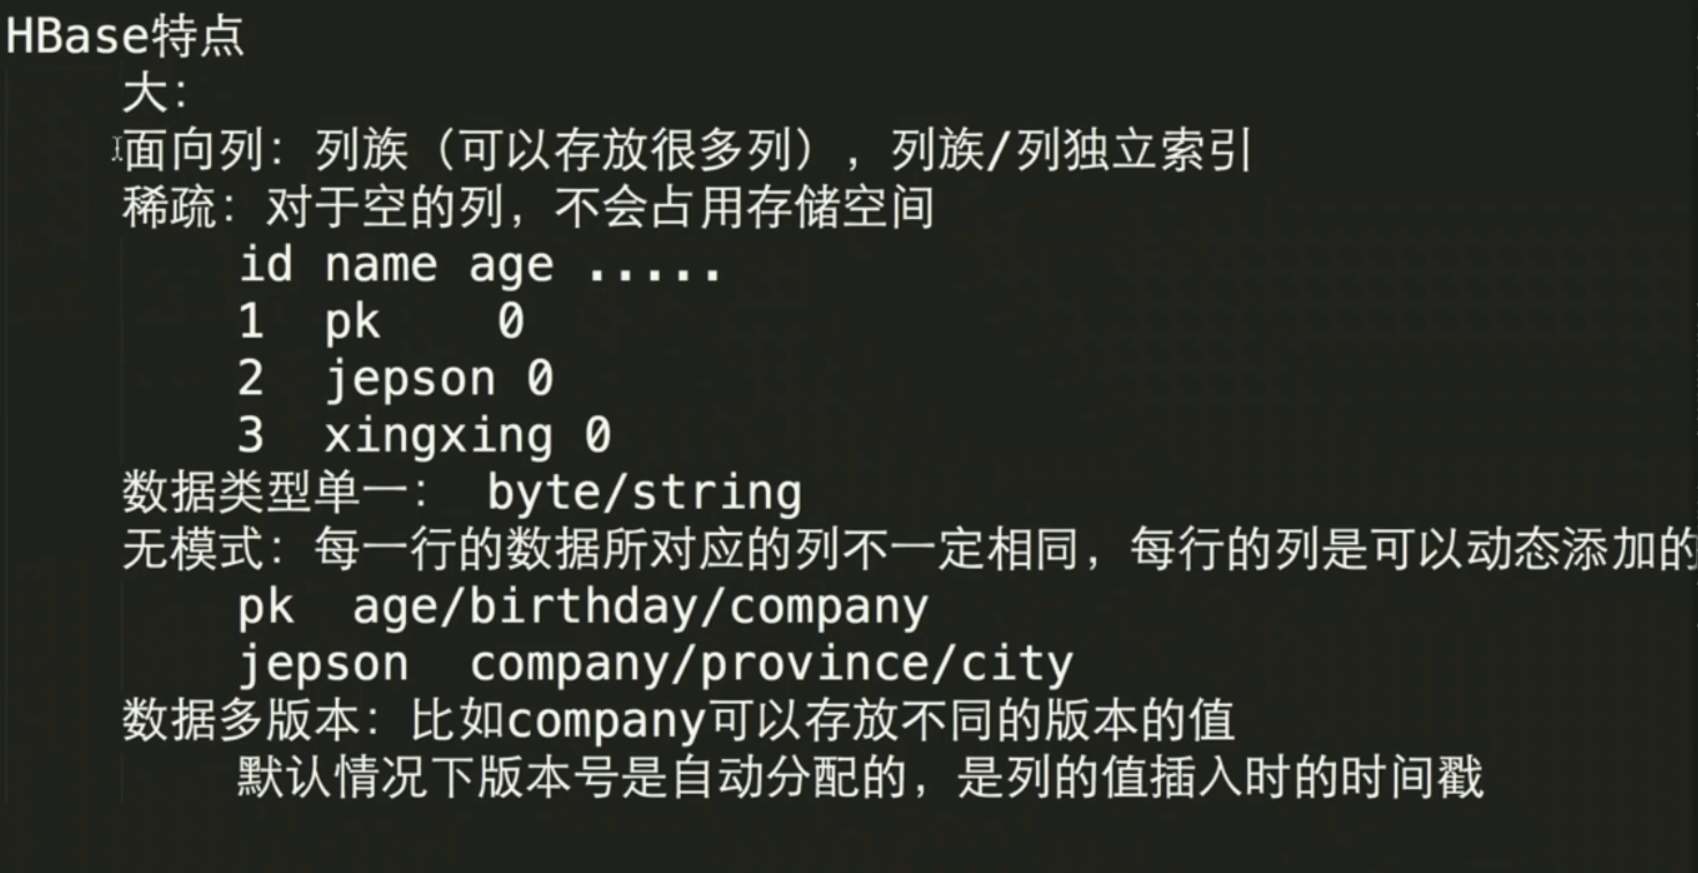 HBase特点
大：
面向列：列族（可以存放很多列），列族/列独立索引
稀疏：对于空的列，不会占用存储空间
id name age .....
1  pk    0
2  jepson 0
3  xingxing 0
数据类型单一：  byte/string
无模式：每一行的数据所对应的列不一定相同，每行的列是可以动态添加的
pk  age/birthday/company
jepson  company/province/city
数据多版本：比如company可以存放不同的版本的值
默认情况下版本号是自动分配的，是列的值插入时的时间戳